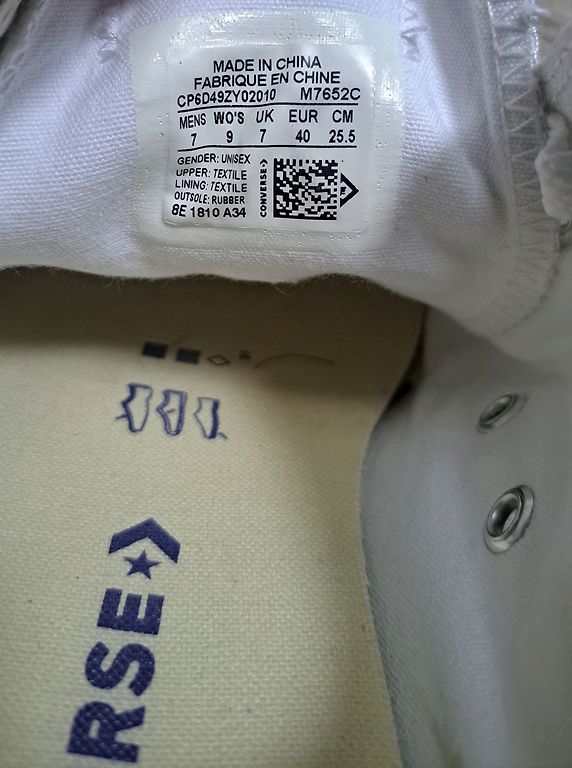 MADE IN CHINA
FABRIQUE EN CHINE
CP6D49ZY02010 M7652C
MENS WO'S UK EUR CM
7 9 7 40 25.5
GENDER: UNISEX
UPPER: TEXTILE
LINING: TEXTILE
OUTSOLE: RUBBER
8E 1810 A34
CONVERSE
RSE